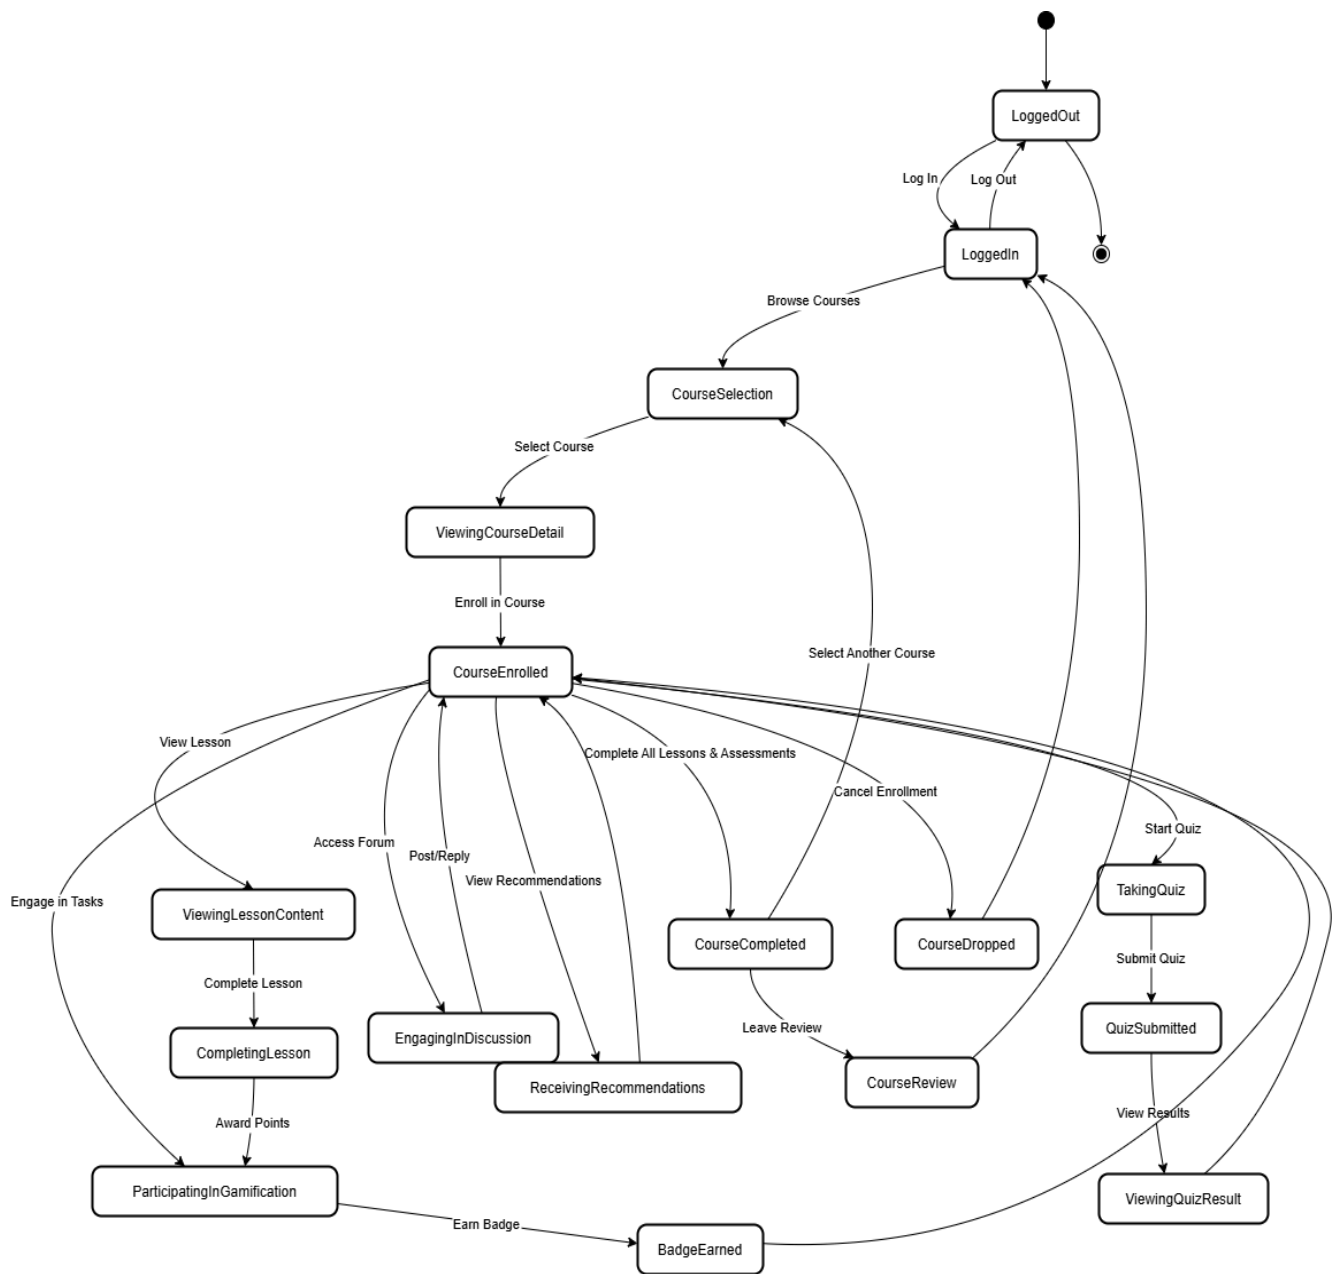 LoggedOut
Log In
Log Out
LoggedIn
Browse Courses
CourseSelection
Select Course
ViewingCourseDetail
Enroll in Course
Select Another Course
CourseEnrolled
View Lesson
Complete All Lessons & Assessments
Cancel Enrollment
Start Quiz
Access Forum
Post/Reply
View Recommendations
Engage in Tasks
TakingQuiz
ViewingLessonContent
CourseCompleted
CourseDropped
Submit Quiz
Complete Lesson
Leave Review
QuizSubmitted
EngagingInDiscussion
CompletingLesson
ReceivingRecommendations
CourseReview
View Results
Award Points
ParticipatingInGamification
ViewingQuizResult
Earn Badge
BadgeEarned